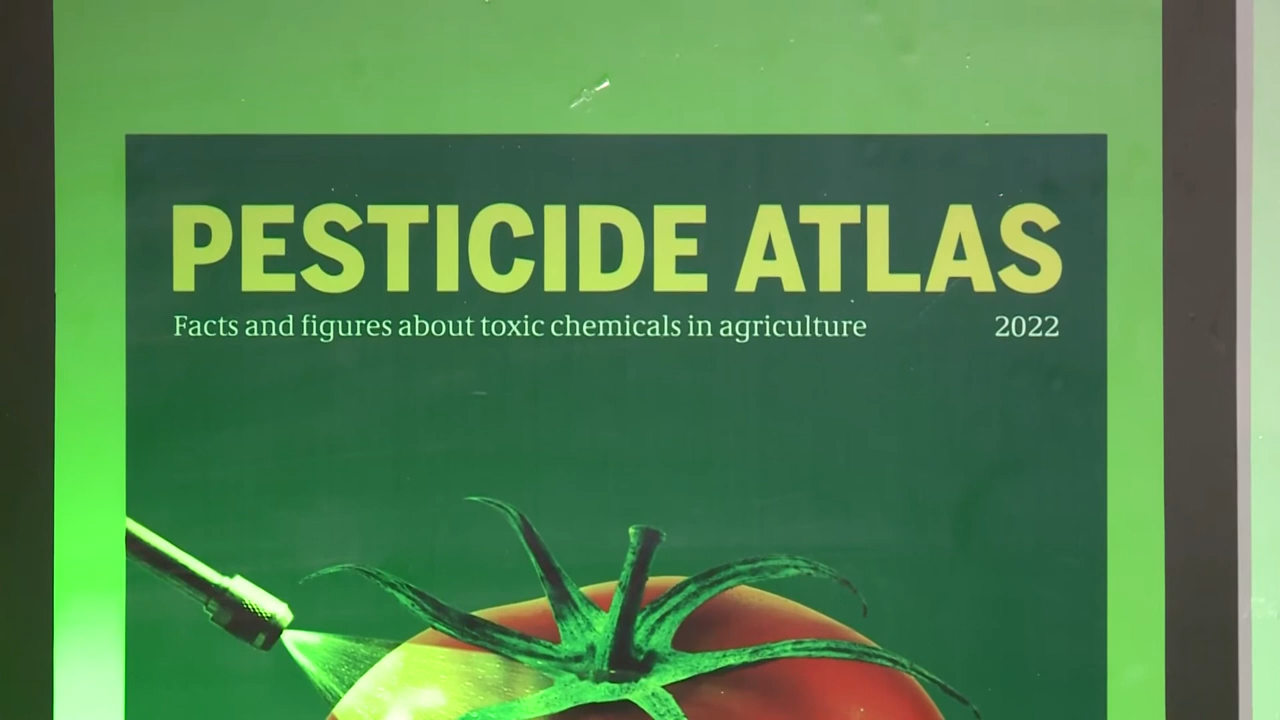 PESTICIDE ATLAS
Facts and figures about toxic chemicals in agriculture 2022